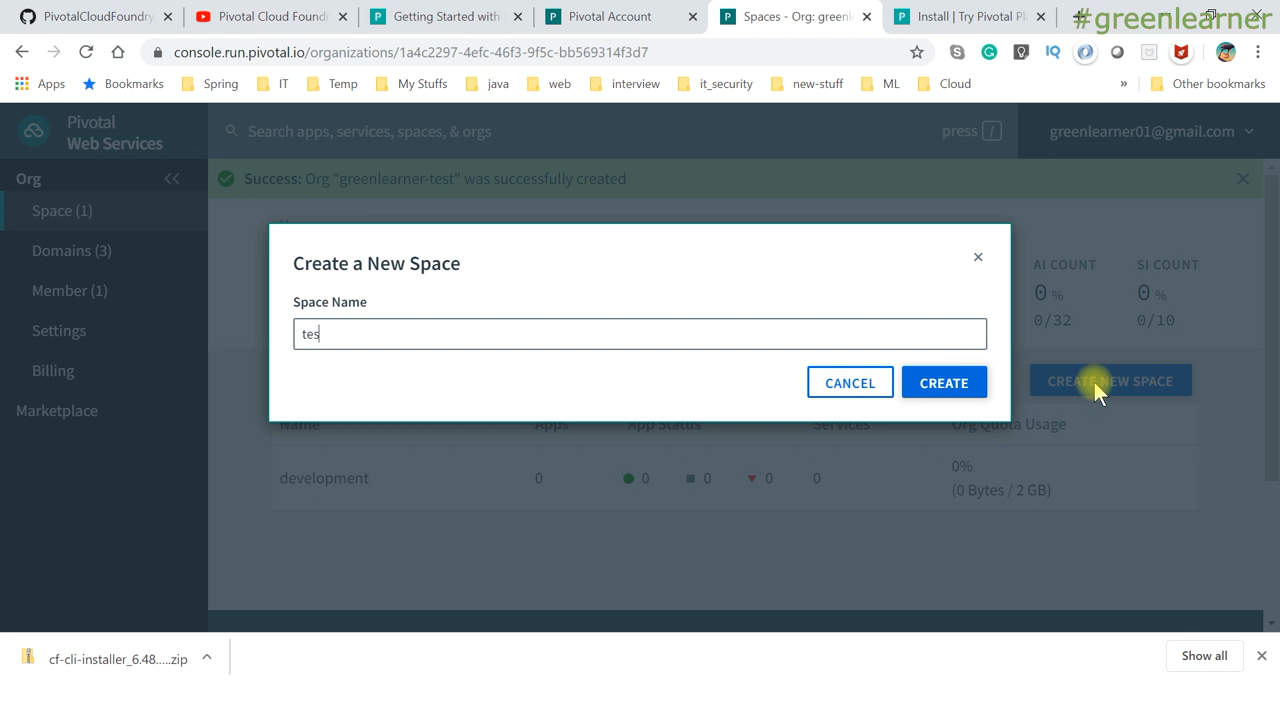 PivotalCloudFoundry
Pivotal Cloud Found
Getting Started with
Pivotal Account
Spaces - Org: greenl
Install | Try Pivotal Pl
#greenlearner
console.run.pivotal.io/organizations/1a4c2297-4efc-46f3-9f5c-bb569314f3d7
Apps
Bookmarks
Spring
IT
Temp
My Stuffs
java
web
interview
it_security
new-stuff
ML
Cloud
»
Other bookmarks
Pivotal
Web Services
Search apps, services, spaces, & orgs
press /
greenlearner01@gmail.com
Org
Success: Org "greenlearner-test" was successfully created
Space (1)
Domains (3)
Member (1)
Settings
Billing
Marketplace
Create a New Space
Space Name
tes
CANCEL
CREATE
AI COUNT
0 %
0/32
SI COUNT
0 %
0/10
CREATE NEW SPACE
Name
Apps
App Status
Services
Org Quota Usage
development
0
0
0
0
0
0%
(0 Bytes / 2 GB)
cf-cli-installer_6.48.....zip
Show all